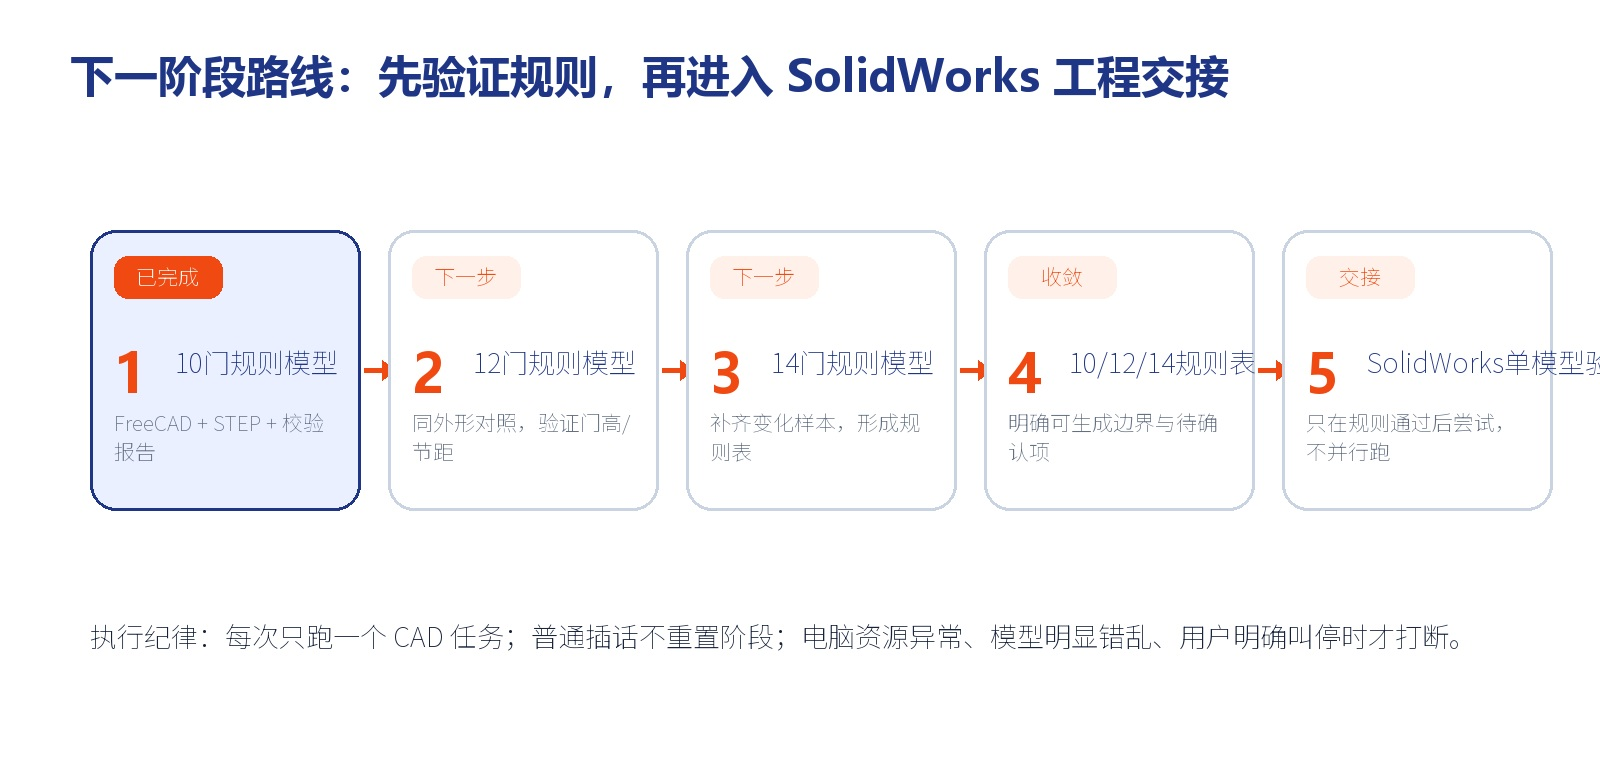 下一阶段路线：先验证规则，再进入 SolidWorks 工程交接
已完成
1 10门规则模型
FreeCAD + STEP + 校验
报告
下一步
2 12门规则模型
同外形对照，验证门高/
节距
下一步
3 14门规则模型
补齐变化样本，形成规
则表
收敛
4 10/12/14规则表
明确可生成边界与待确
认项
交接
5 SolidWorks单模型验
只在规则通过后尝试，
不并行跑
执行纪律：每次只跑一个 CAD 任务；普通插话不重置阶段；电脑资源异常、模型明显错乱、用户明确叫停时才打断。